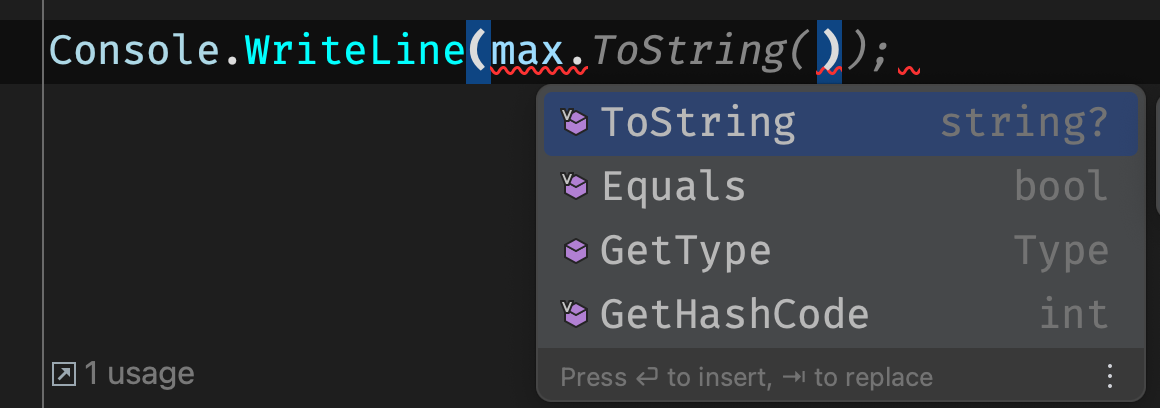 Console.WriteLine(max.ToString());
ToString string?
Equals bool
GetType Type
GetHashCode int
1 usage
Press ⏎ to insert, ⇥ to replace